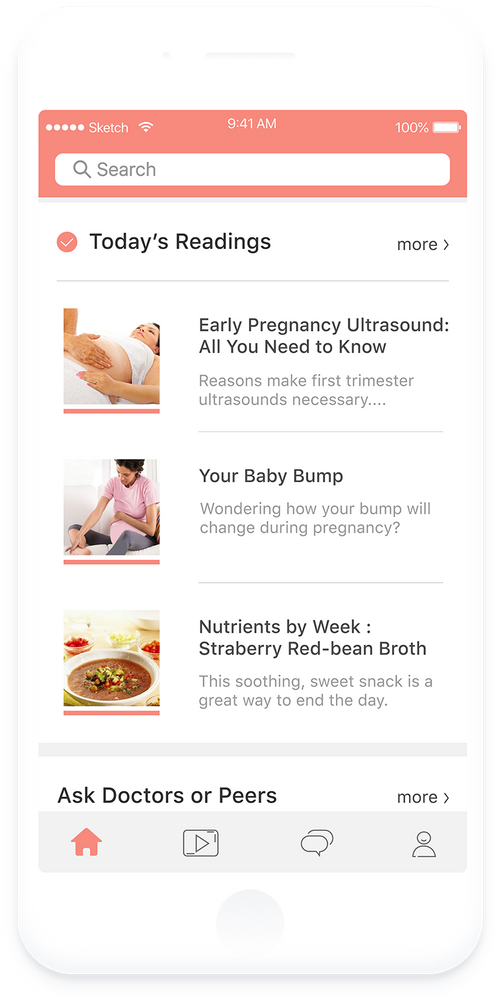 Sketch 9:41 AM 100%
Search
Today's Readings more ›
Early Pregnancy Ultrasound:
All You Need to Know
Reasons make first trimester
ultrasounds necessary....
Your Baby Bump
Wondering how your bump will
change during pregnancy?
Nutrients by Week :
Straberry Red-bean Broth
This soothing, sweet snack is a
great way to end the day.
Ask Doctors or Peers more ›